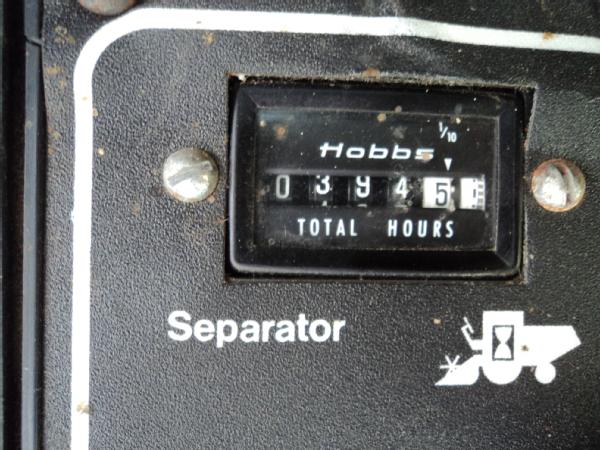 1/10
Hobbs
0 3 9 4 5
TOTAL HOURS
Separator